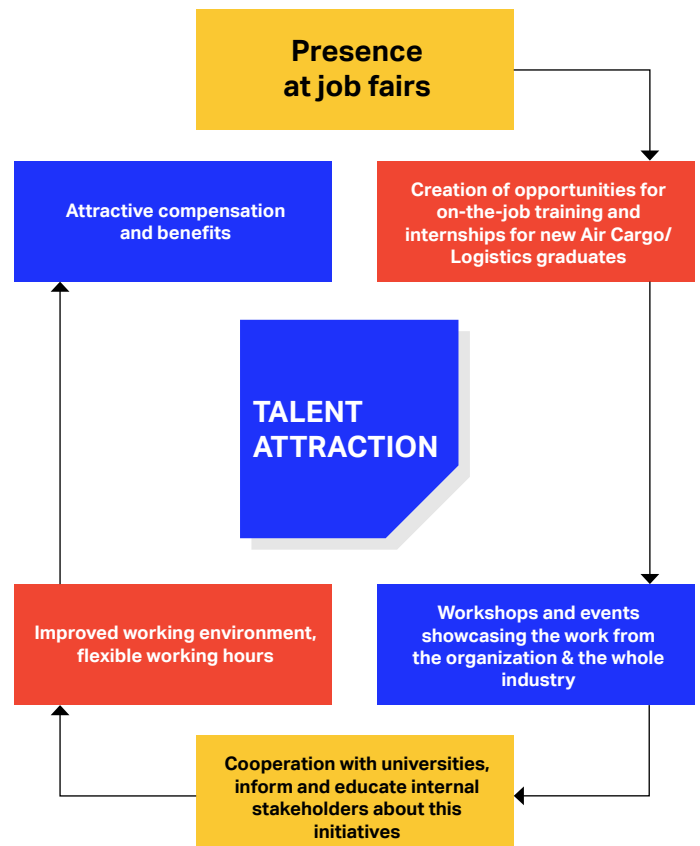 Presence
at job fairs
Attractive compensation
and benefits
Creation of opportunities for
on-the-job training and
internships for new Air Cargo/
Logistics graduates
TALENT
ATTRACTION
Improved working environment,
flexible working hours
Workshops and events
showcasing the work from
the organization & the whole
industry
Cooperation with universities,
inform and educate internal
stakeholders about this
initiatives